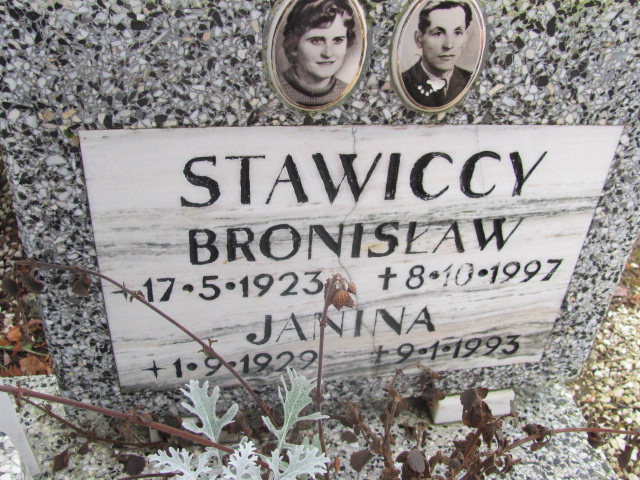 STAWICCY
BRONISŁAW
+17•5•1923 +8•10•1997
JANINA
+1•9•1929 +9•1•1993